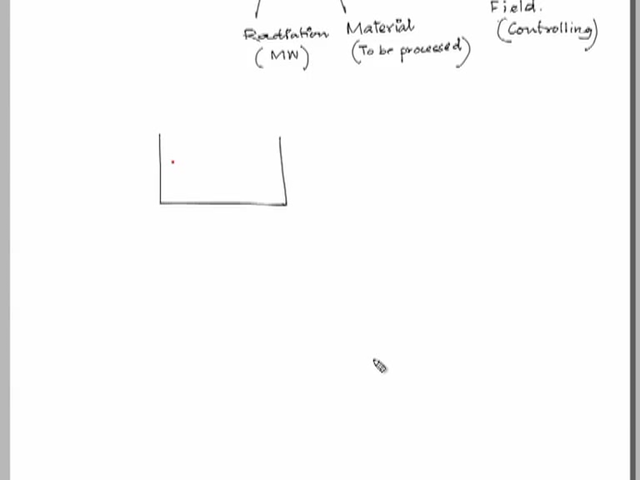 Field.
Radiation Material (Controlling)
(MW) (To be processed)